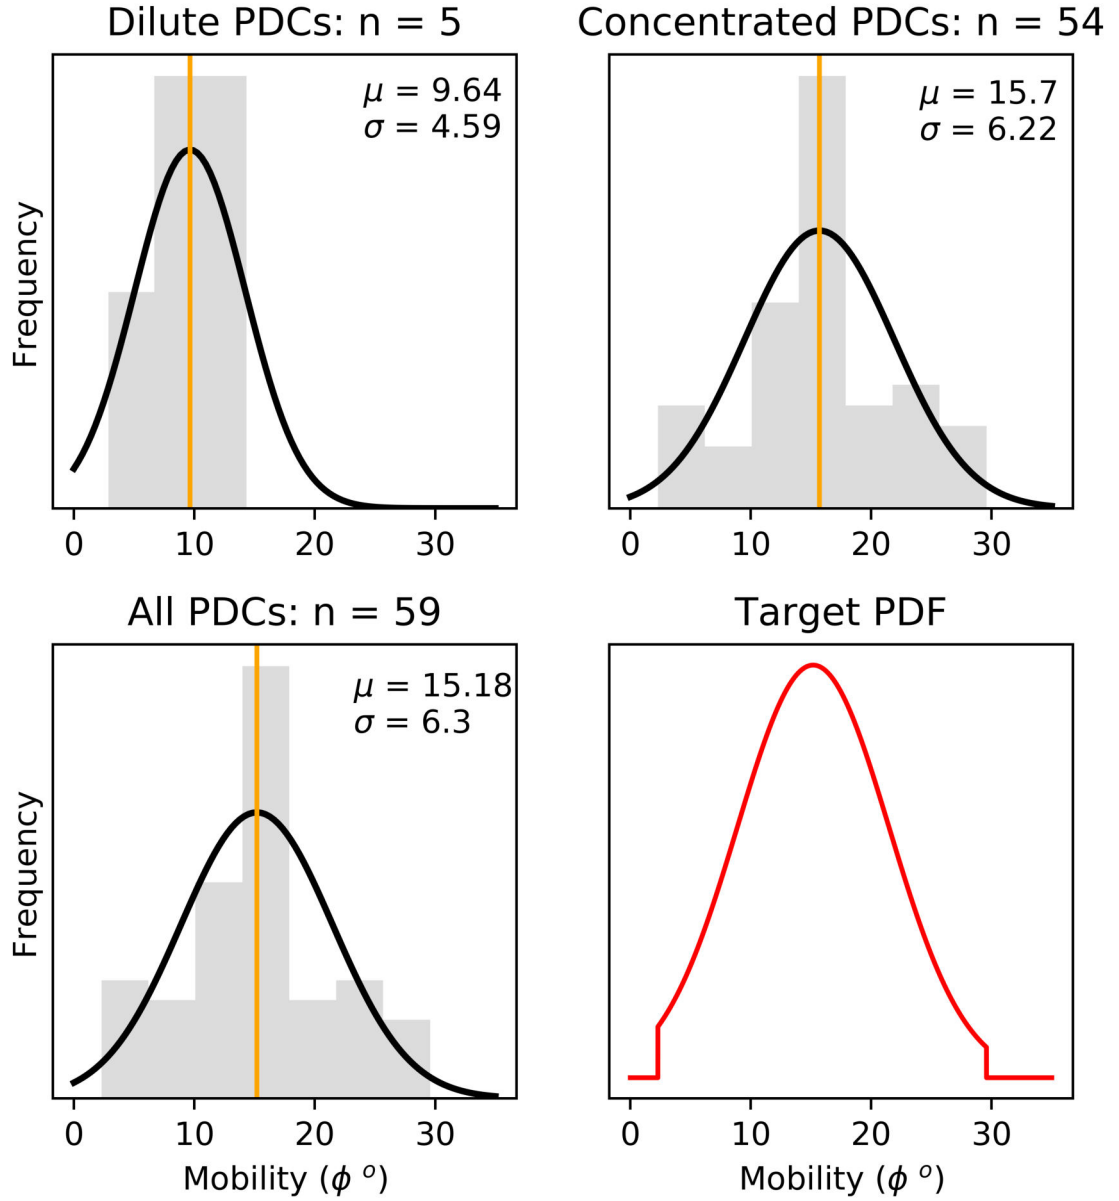 Dilute PDCs: n = 5
μ = 9.64
σ = 4.59
Frequency
0 10 20 30
Concentrated PDCs: n = 54
μ = 15.7
σ = 6.22
0 10 20 30
All PDCs: n = 59
μ = 15.18
σ = 6.3
Frequency
0 10 20 30
Mobility (ϕ °)
Target PDF
0 10 20 30
Mobility (ϕ °)